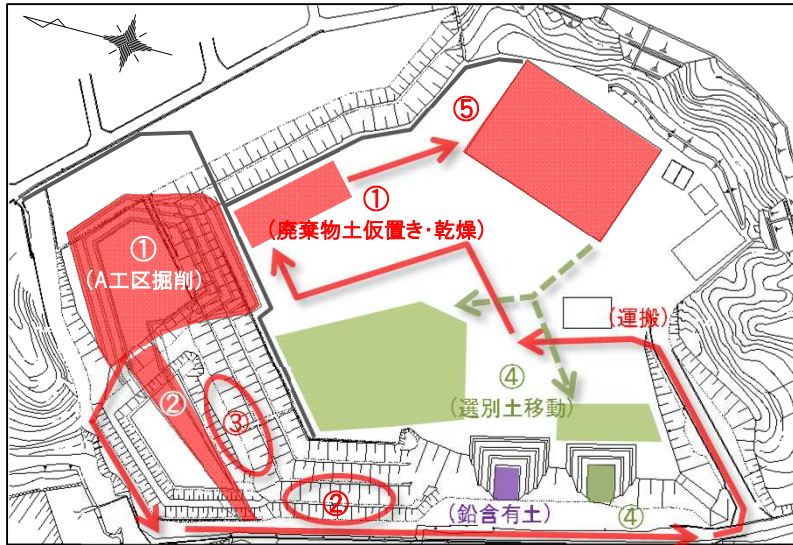 ⑤
①
(廃棄物土仮置き・乾燥)
①
(A工区掘削)
(運搬)
④
(選別土移動)
②
③
②
(鉛含有土)
④